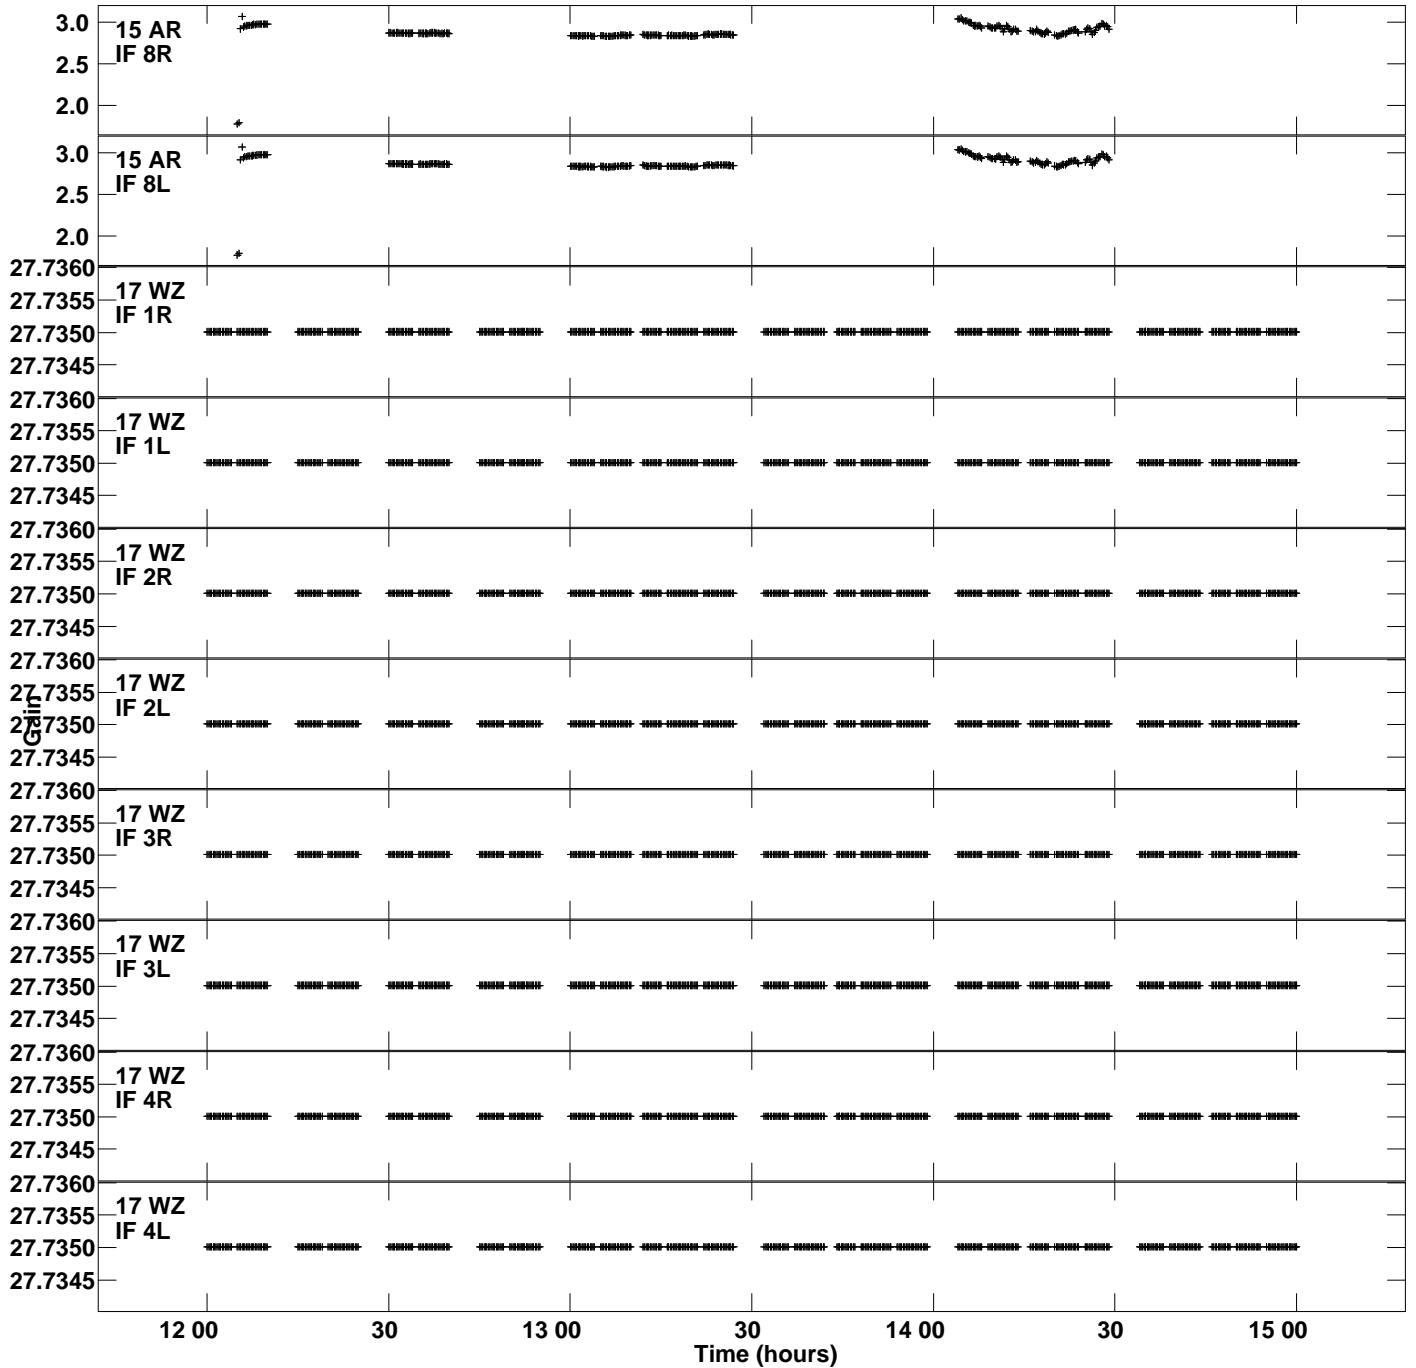 3.0
15 AR
IF 8R
2.5
2.0
3.0
15 AR
IF 8L
2.5
2.0
27.7360
17 WZ
27.7355
IF 1R
27.7350
27.7345
27.7360
17 WZ
27.7355
IF 1L
27.7350
27.7345
27.7360
17 WZ
27.7355
IF 2R
27.7350
27.7345
27.7360
17 WZ
27.7355
IF 2L
27.7350
Gain
27.7345
27.7360
17 WZ
27.7355
IF 3R
27.7350
27.7345
27.7360
17 WZ
27.7355
IF 3L
27.7350
27.7345
27.7360
17 WZ
27.7355
IF 4R
27.7350
27.7345
27.7360
17 WZ
27.7355
IF 4L
27.7350
27.7345
12 00 30 13 00 30 14 00 30 15 00
Time (hours)